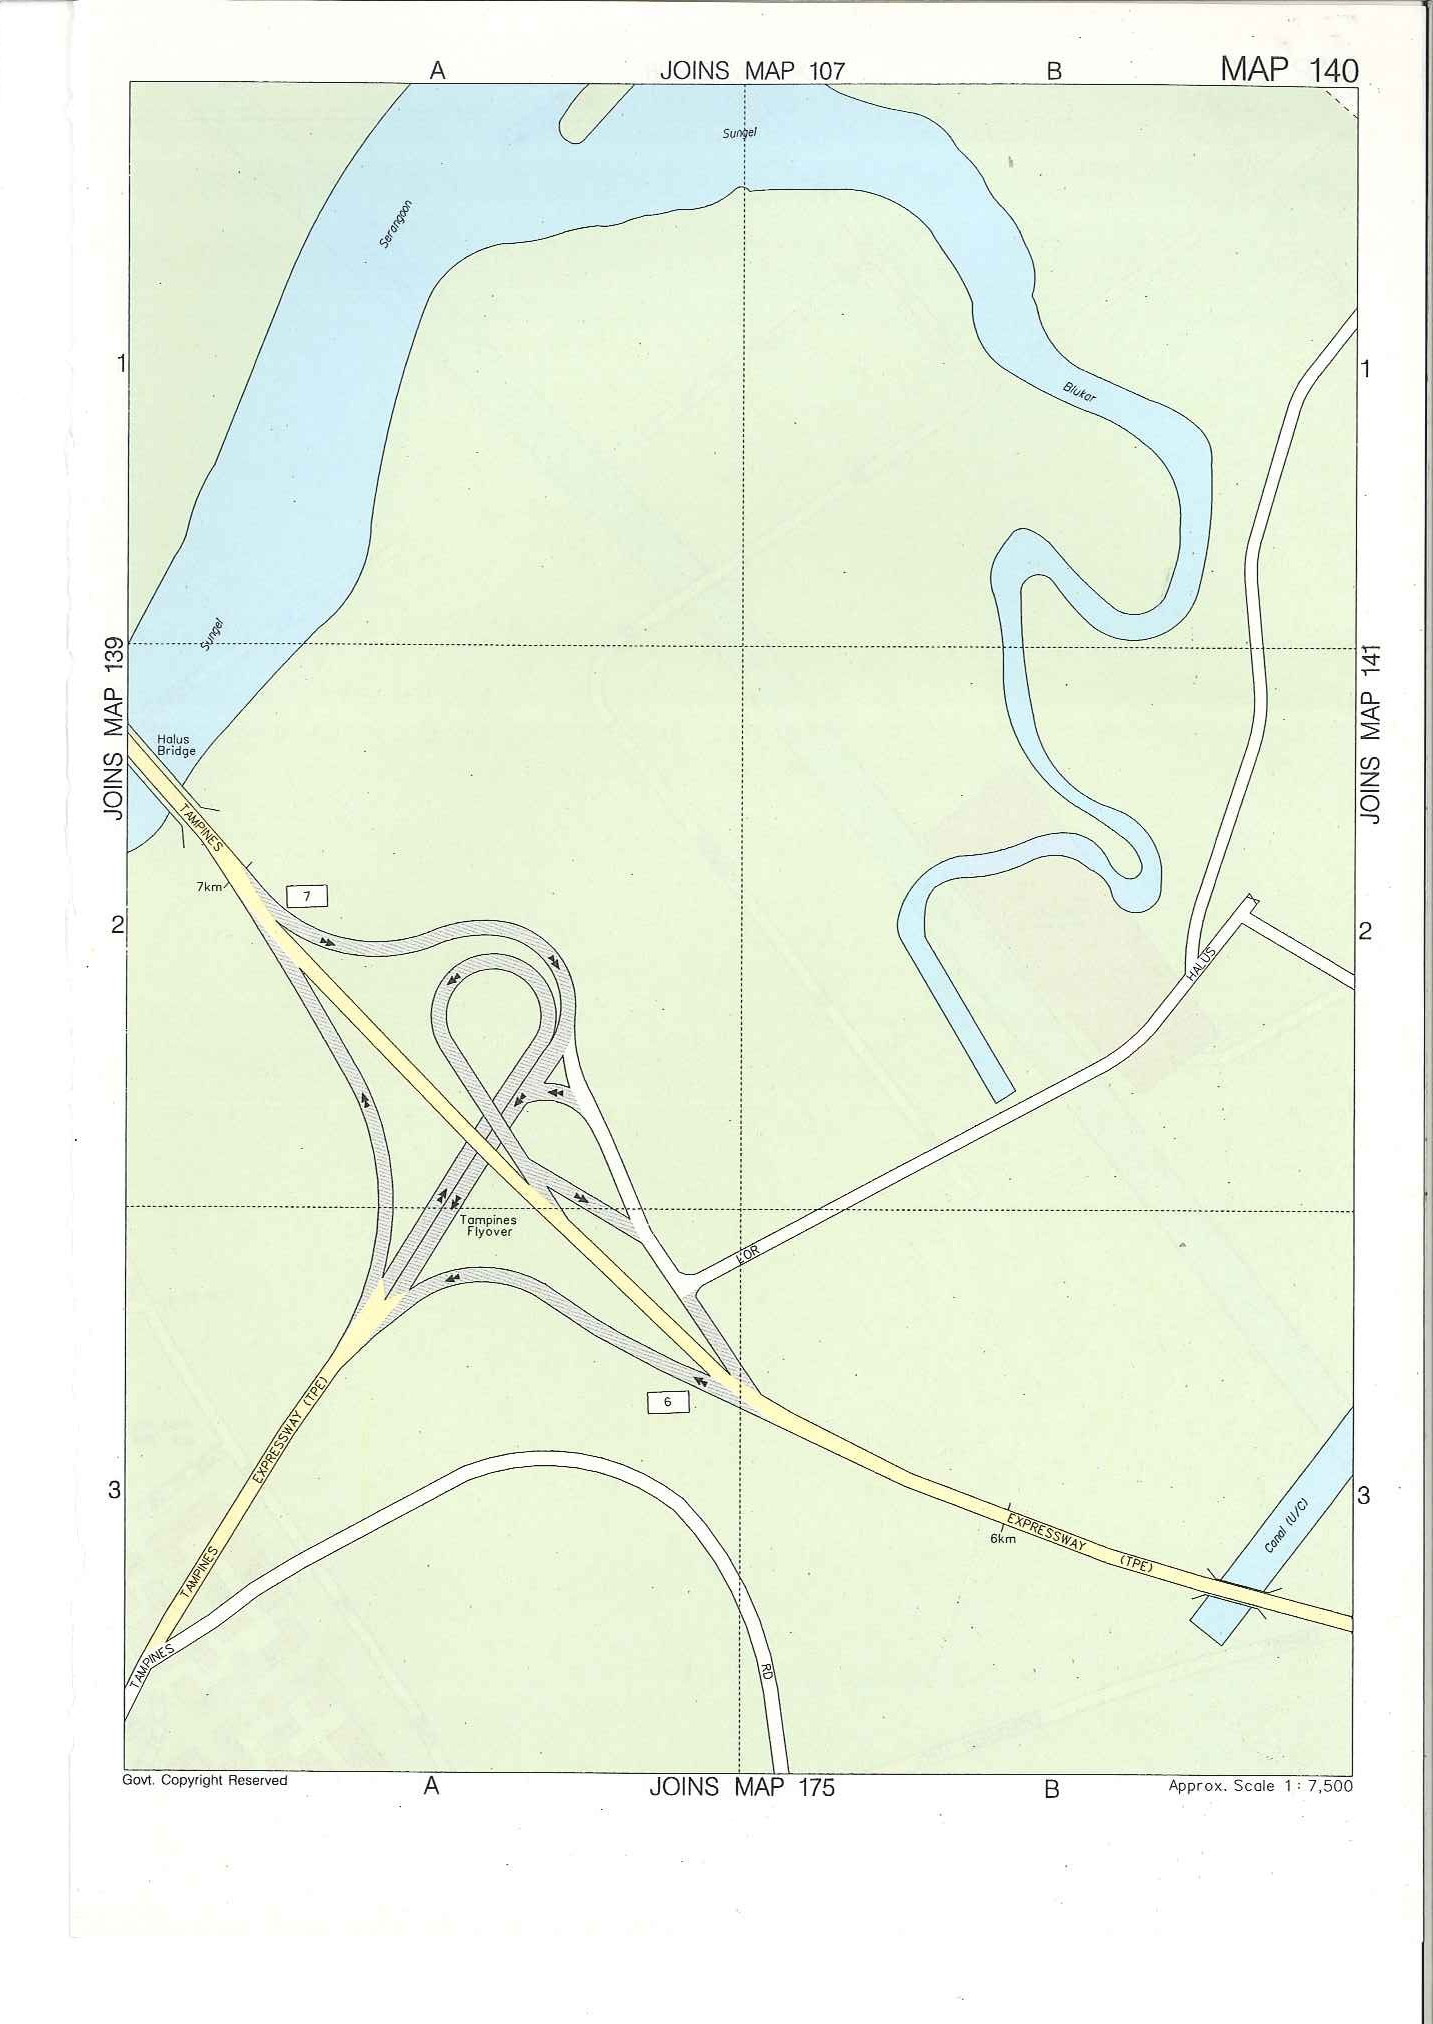 A
JOINS MAP 107
B
MAP 140
Sungei
Serangoon
1
1
Blukar
Sungei
JOINS MAP 139
JOINS MAP 141
Halus
Bridge
TAMPINES
7km
7
2
2
HALUS
Tampines
Flyover
LOR
6
EXPRESSWAY (TPE)
3
3
Canal (U/C)
EXPRESSWAY
(TPE)
6km
TAMPINES
TAMPINES
RD
Govt. Copyright Reserved
A
JOINS MAP 175
B
Approx. Scale 1 : 7,500